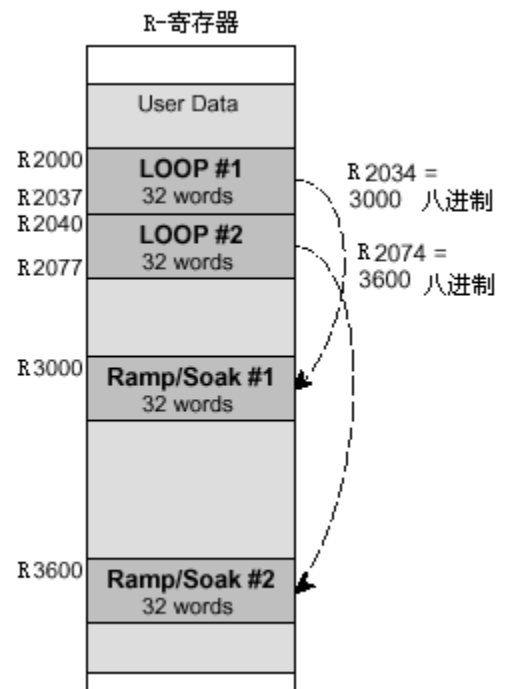 R-寄存器
User Data
R2000
LOOP #1
32 words
R2037
R2034 =
3000 八进制
R2040
LOOP #2
32 words
R2077
R2074 =
3600 八进制
R3000
Ramp/Soak #1
32 words
R3600
Ramp/Soak #2
32 words